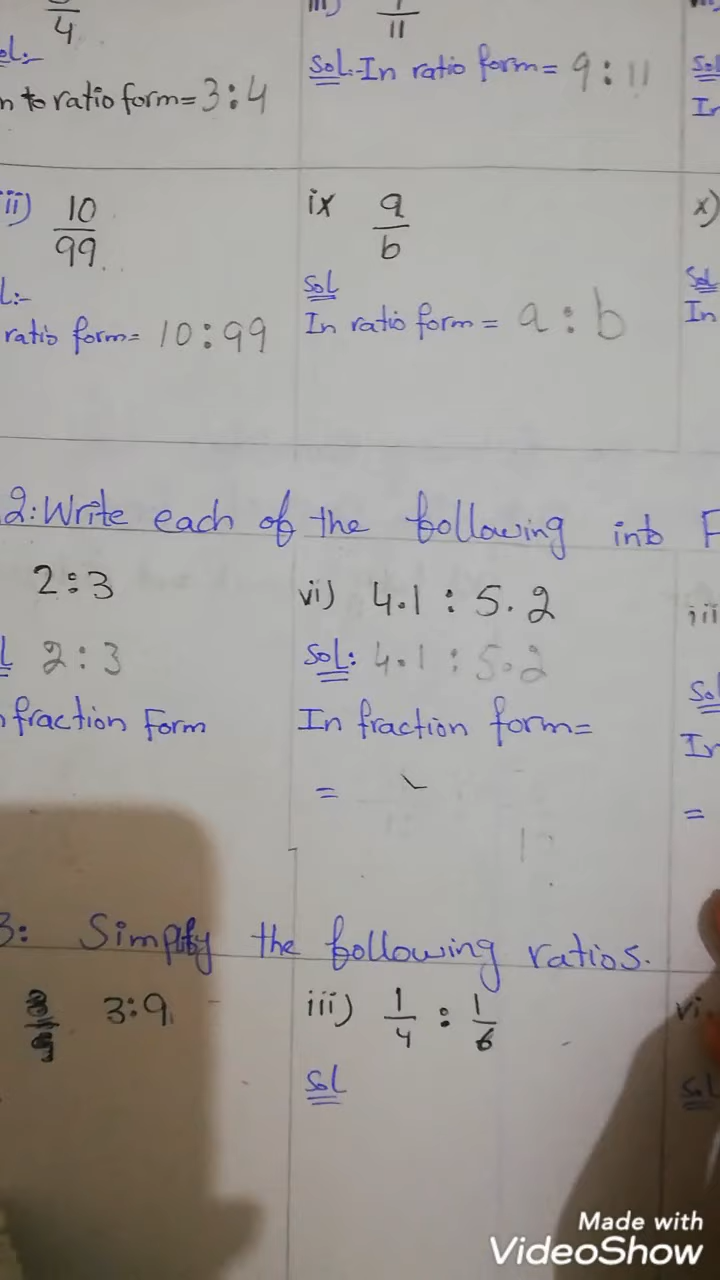 4
iii) 11
Sol:- In ratio form = 9:11
n to ratio form = 3:4
ii) 10/99
ratio form = 10:99
ix a/b
Sol
In ratio form = a:b
x)
Sol
In
2: Write each of the following into F
2:3
2:3
fraction Form
vi) 4.1 : 5.2
Sol: 4.1 : 5.2
In fraction form =
=
iii
=
3: Simplify the following ratios.
3:9
iii) 1/4 : 1/6
Sol
vi
Sol
Made with
VideoShow